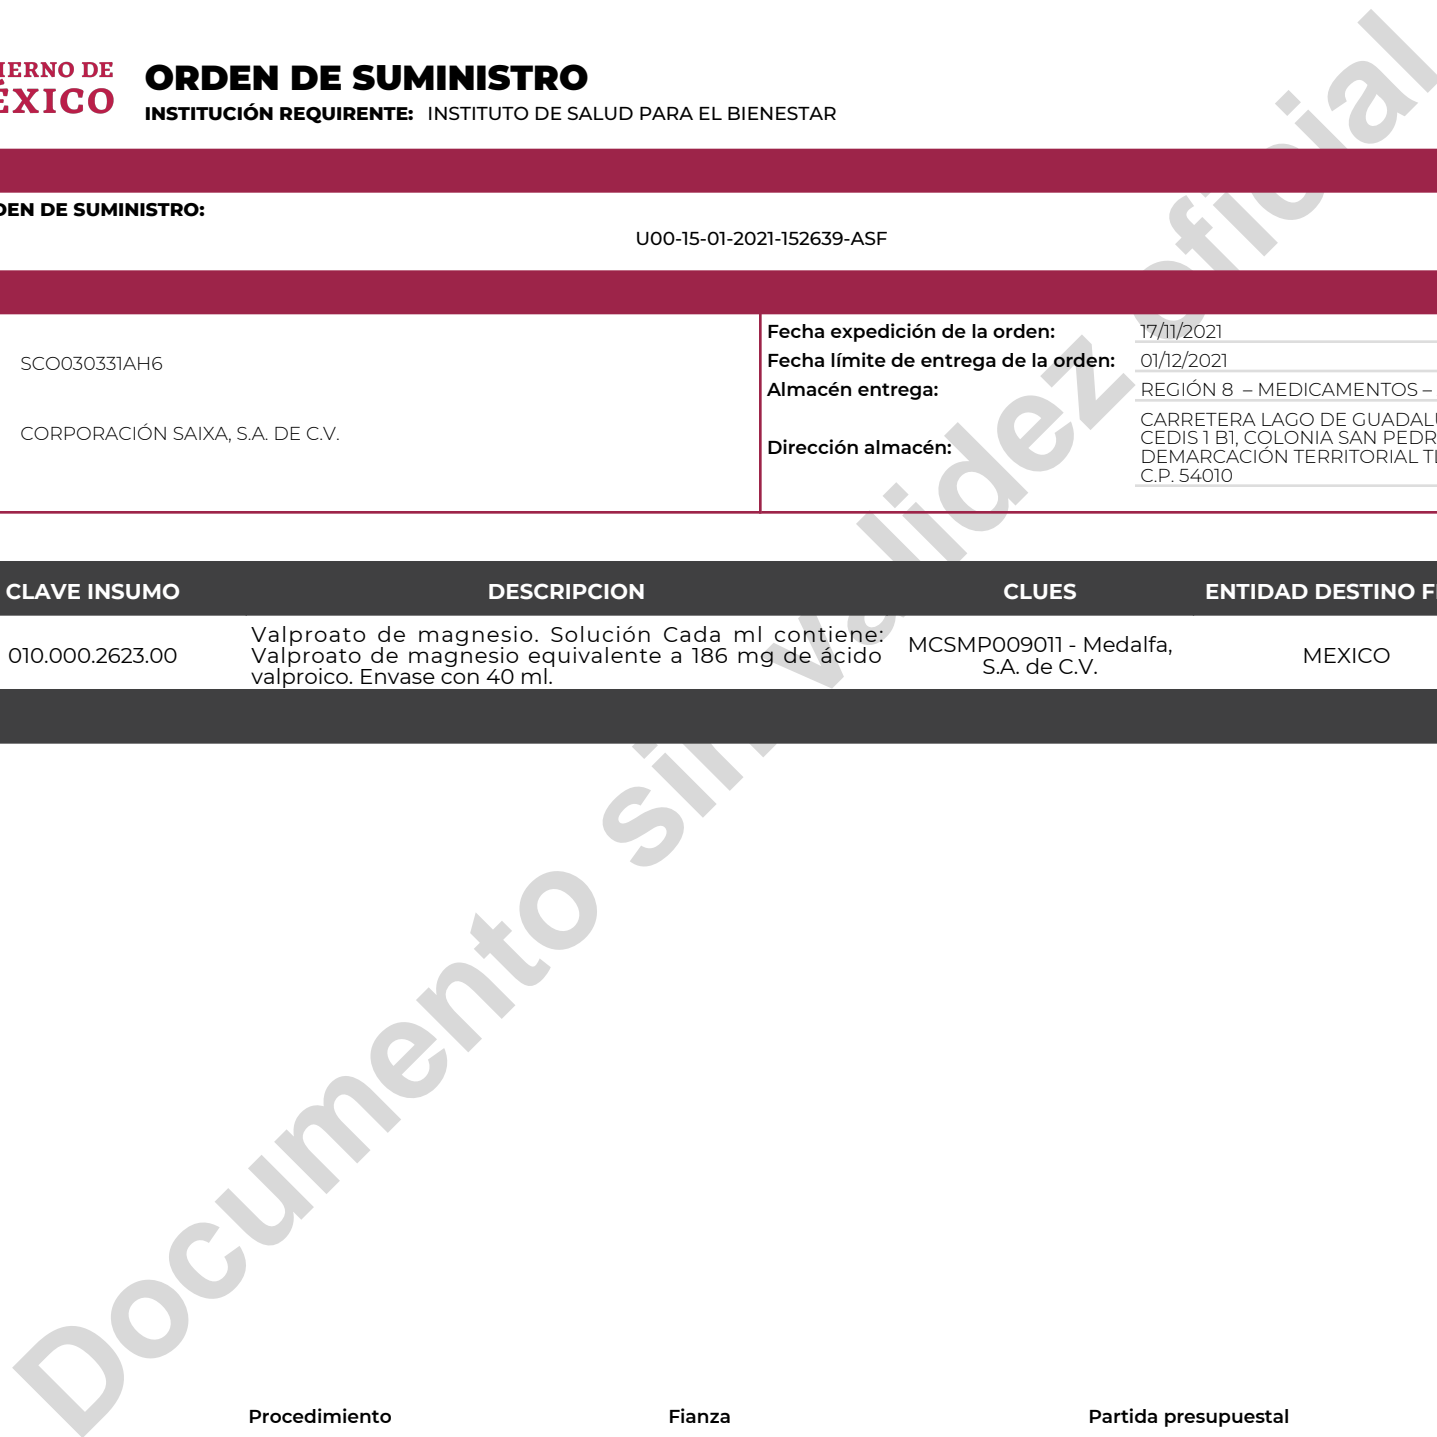 IERNO DE
ÉXICO
ORDEN DE SUMINISTRO
INSTITUCIÓN REQUIRENTE: INSTITUTO DE SALUD PARA EL BIENESTAR
DEN DE SUMINISTRO:
U00-15-01-2021-152639-ASF
SCO030331AH6
CORPORACIÓN SAIXA, S.A. DE C.V.
Fecha expedición de la orden: 17/11/2021
Fecha límite de entrega de la orden: 01/12/2021
Almacén entrega: REGIÓN 8 – MEDICAMENTOS –
Dirección almacén:
CARRETERA LAGO DE GUADALU
CEDIS 1 B1, COLONIA SAN PEDR
DEMARCACIÓN TERRITORIAL TL
C.P. 54010
CLAVE INSUMO DESCRIPCION CLUES ENTIDAD DESTINO F
010.000.2623.00
Valproato de magnesio. Solución Cada ml contiene:
Valproato de magnesio equivalente a 186 mg de ácido
valproico. Envase con 40 ml.
MCSMP009011 - Medalfa,
S.A. de C.V.
MEXICO
Documento sin validez oficial
Procedimiento Fianza Partida presupuestal